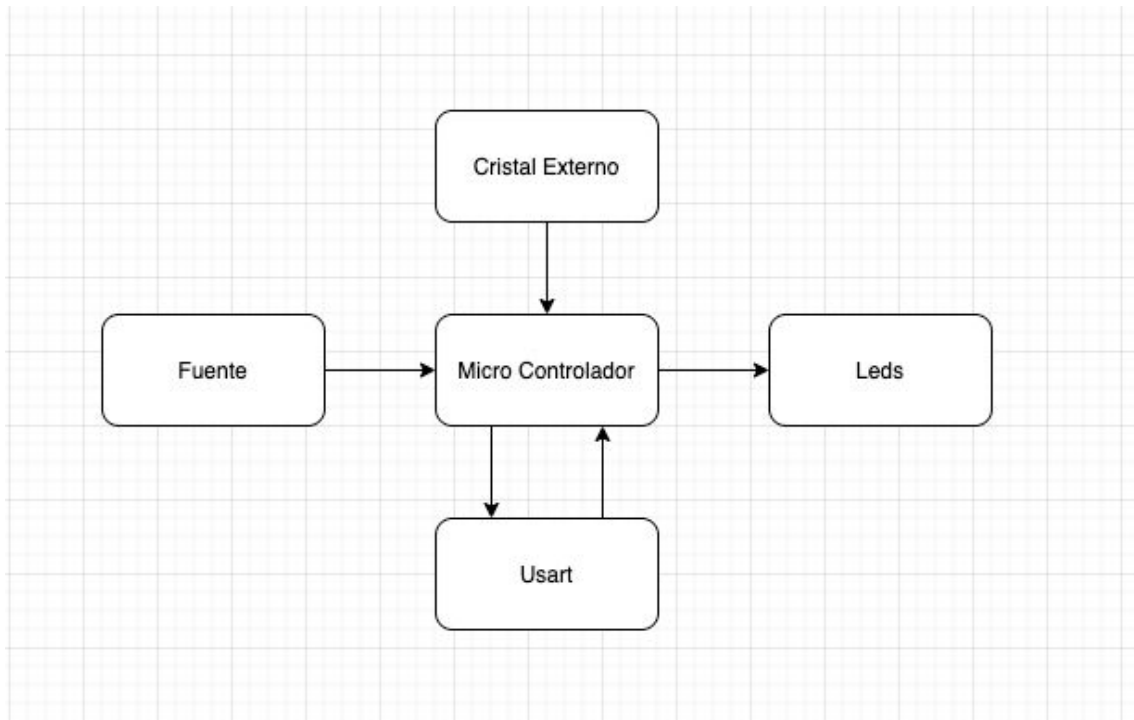 Cristal Externo
Fuente
Micro Controlador
Leds
Usart